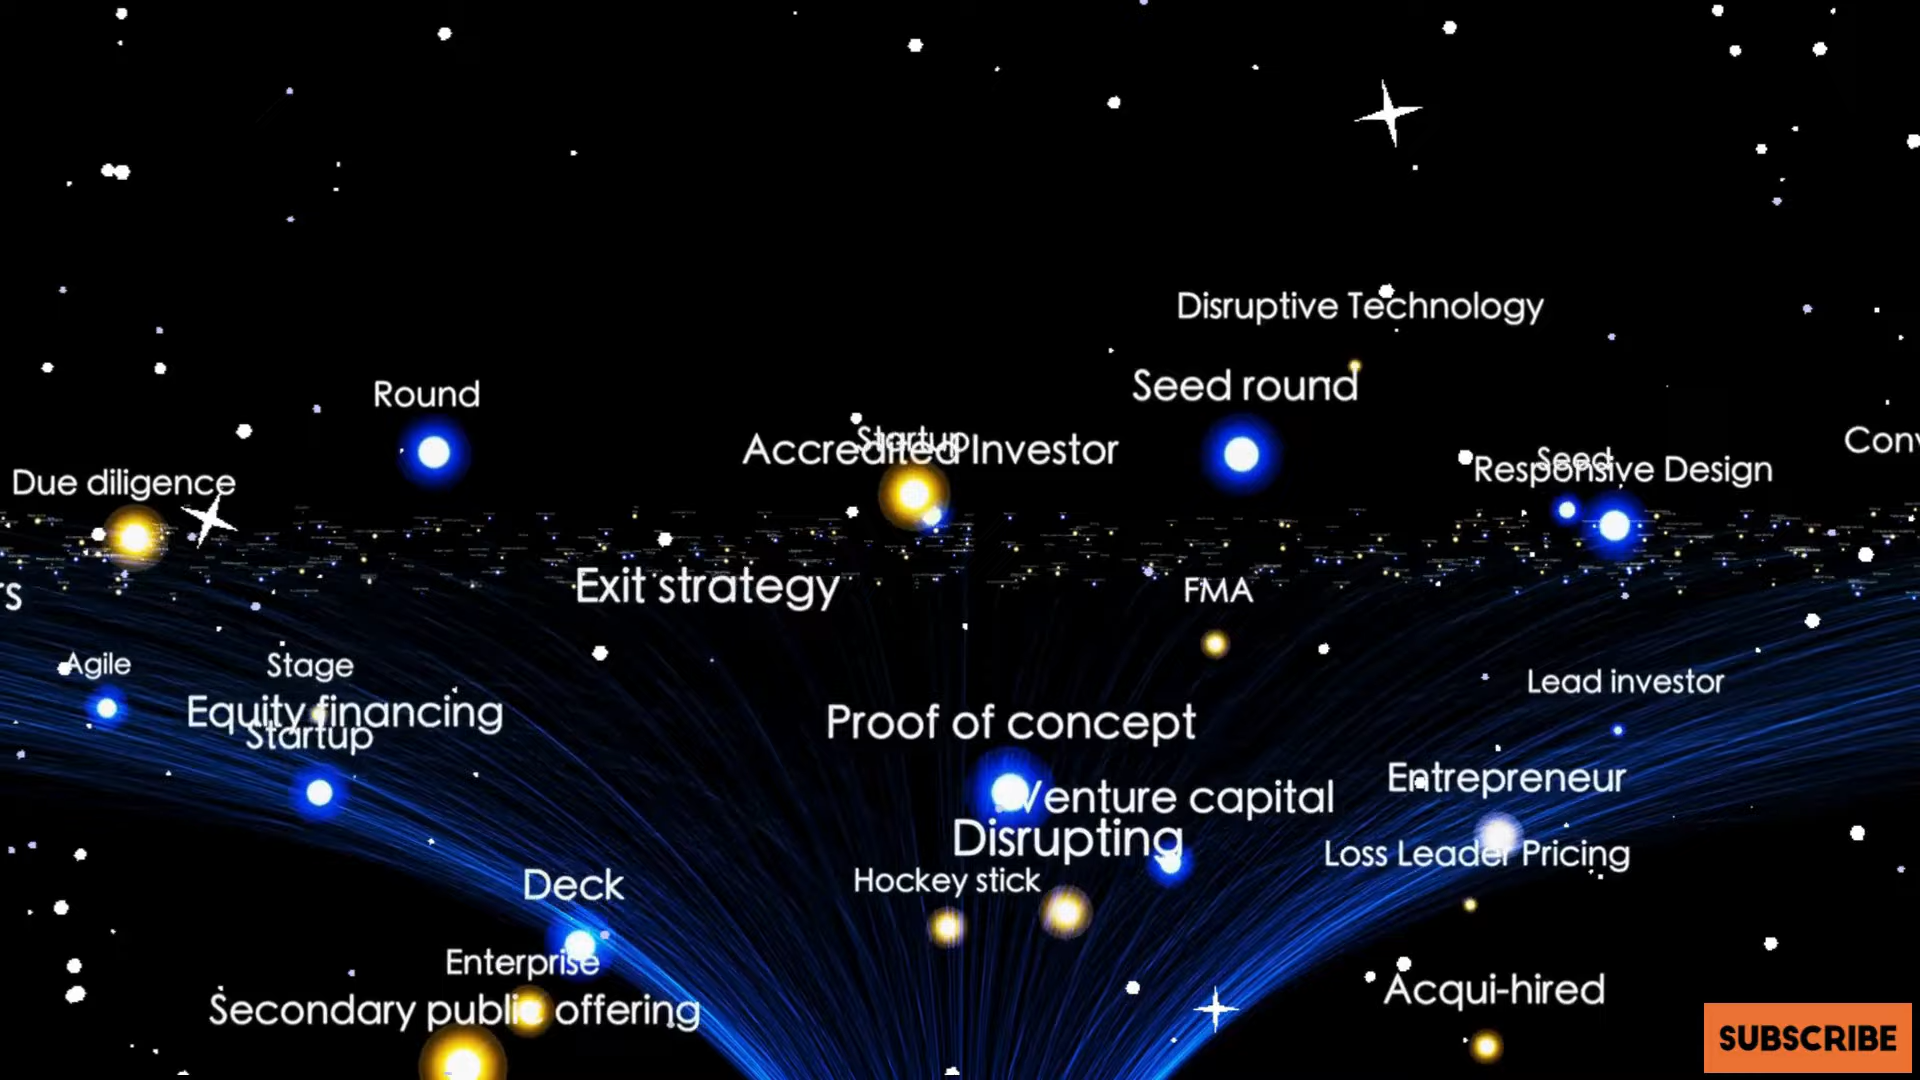 Disruptive Technology
Seed round
Round
Startup
Accredited Investor
Conv
Seed
Responsive Design
Due diligence
Exit strategy
FMA
rs
Agile
Stage
Lead investor
Equity financing
Startup
Proof of concept
Entrepreneur
Venture capital
Disrupting
Loss Leader Pricing
Hockey stick
Deck
Enterprise
Acqui-hired
Secondary public offering
SUBSCRIBE